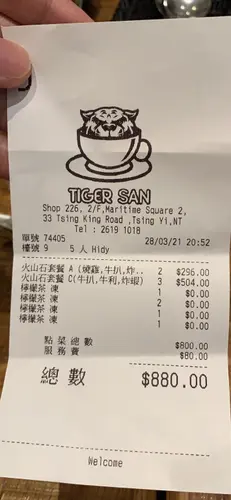 TIGER SAN
Shop 226, 2/F,Maritime Square 2,
33 Tsing King Road ,Tsing Yi,NT
Tel : 2619 1018
單號 74405 28/03/21 20:52
檯號 9 5 人 Hidy
火山石套餐 A (燒雞,牛扒,炸.. 2 $296.00
火山石套餐 C(牛扒,牛利,炸蝦) 3 $504.00
檸檬茶 凍 1 $0.00
檸檬茶 凍 2 $0.00
檸檬茶 凍 1 $0.00
檸檬茶 凍 1 $0.00
點菜總數 $800.00
服務費 $80.00
總數 $880.00
Welcome